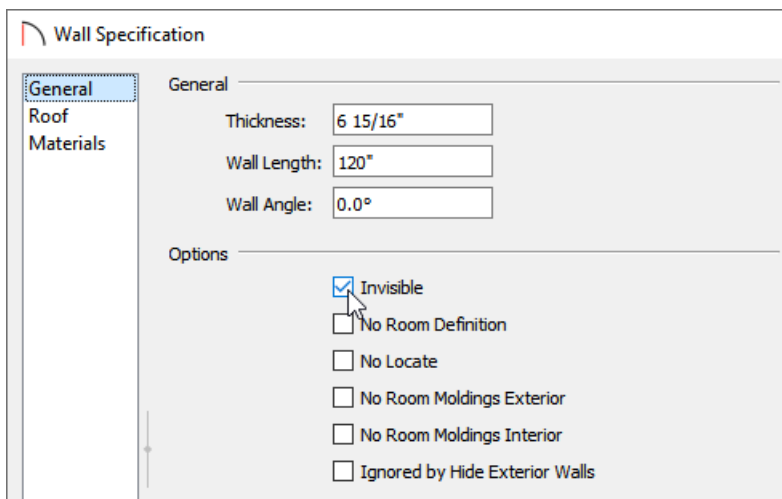 Wall Specification
General
Roof
Materials
General
Thickness: 6 15/16"
Wall Length: 120"
Wall Angle: 0.0°
Options
Invisible
No Room Definition
No Locate
No Room Moldings Exterior
No Room Moldings Interior
Ignored by Hide Exterior Walls